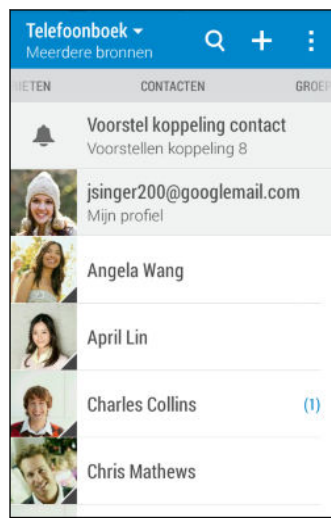 Telefoonboek
Meerdere bronnen
CONTACTEN
Voorstel koppeling contact
Voorstellen koppeling 8
jsinger200@googlemail.com
Mijn profiel
Angela Wang
April Lin
Charles Collins (1)
Chris Mathews